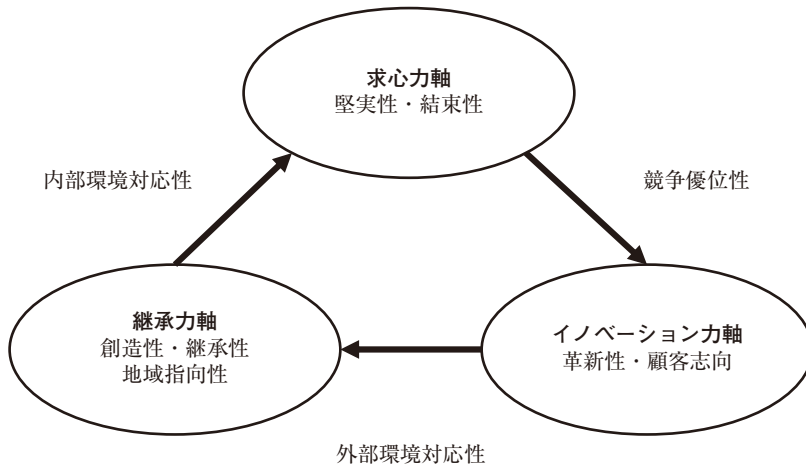 求心力軸
堅実性・結束性
内部環境対応性
競争優位性
継承力軸
創造性・継承性
地域指向性
イノベーション力軸
革新性・顧客志向
外部環境対応性